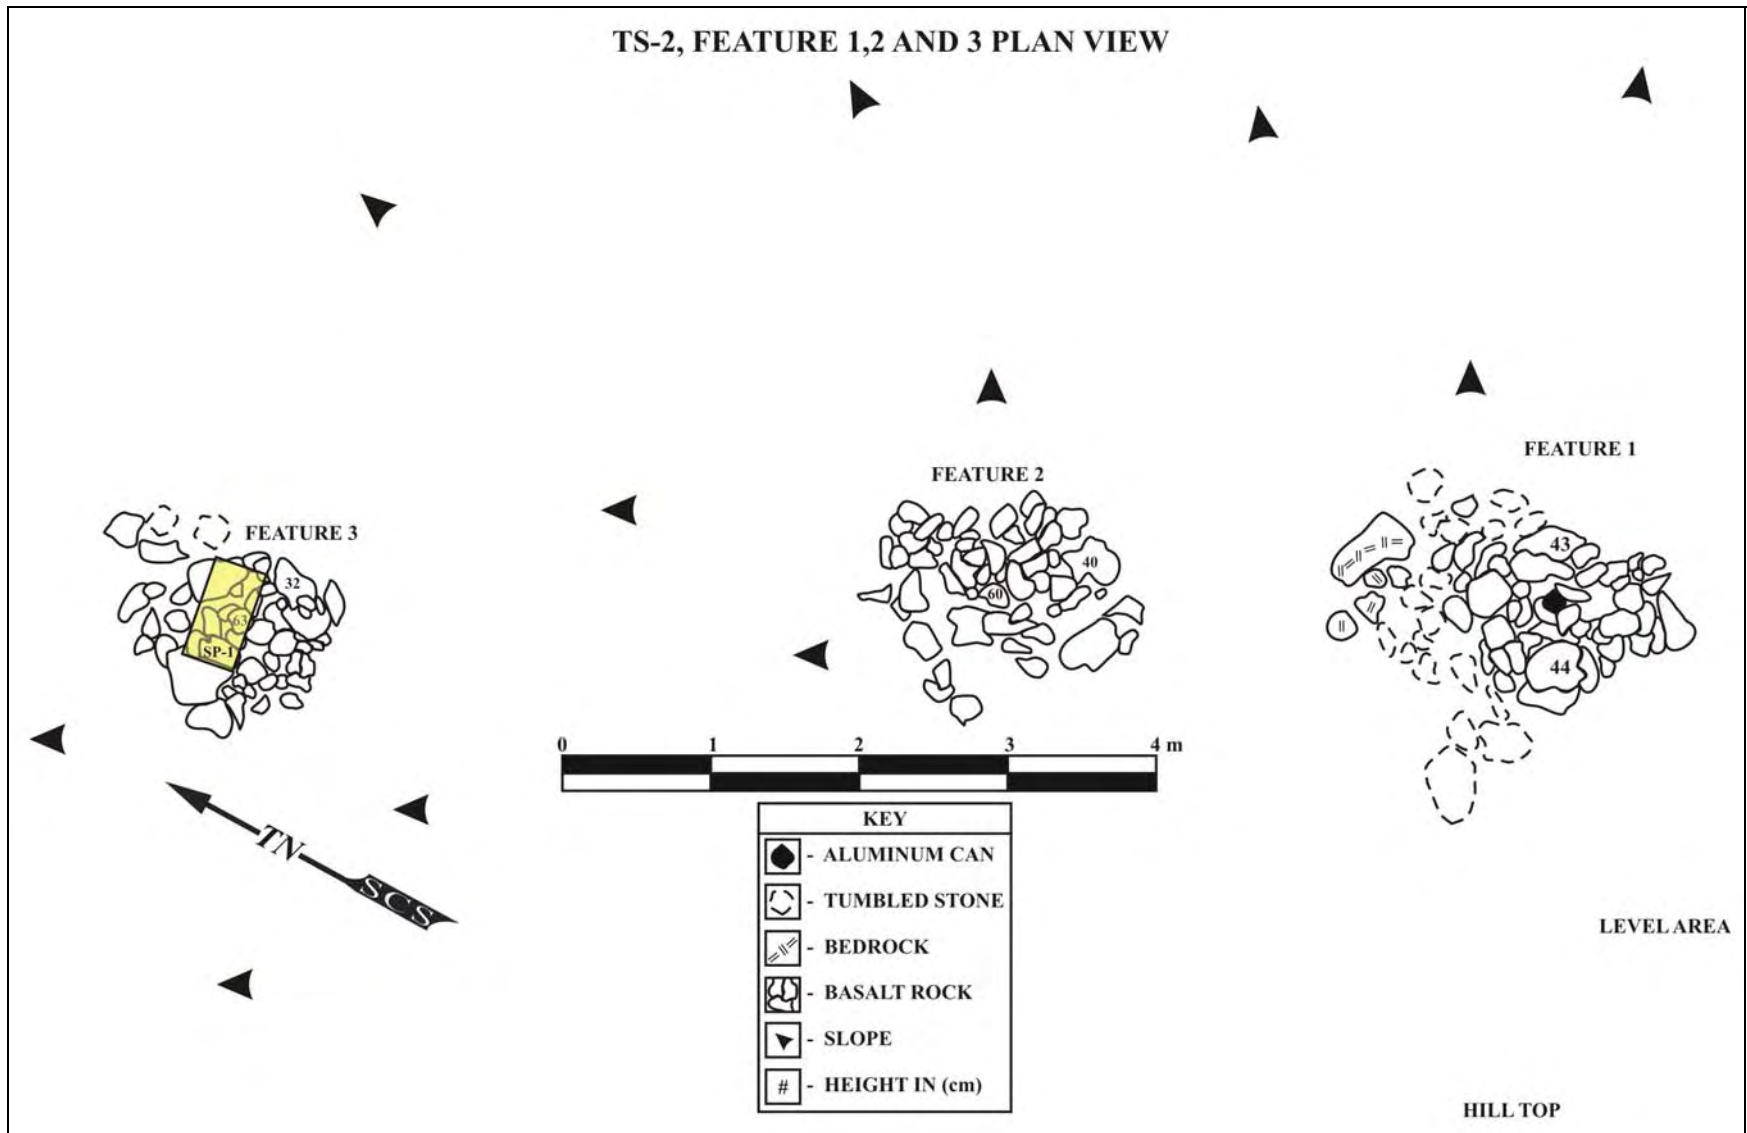 TS-2, FEATURE 1,2 AND 3 PLAN VIEW
FEATURE 1
FEATURE 2
FEATURE 3
43
40
32
60
63
SP-1
44
0 1 2 3 4 m
TN
SCS
KEY
- ALUMINUM CAN
- TUMBLED STONE
- BEDROCK
- BASALT ROCK
- SLOPE
# - HEIGHT IN (cm)
LEVEL AREA
HILL TOP